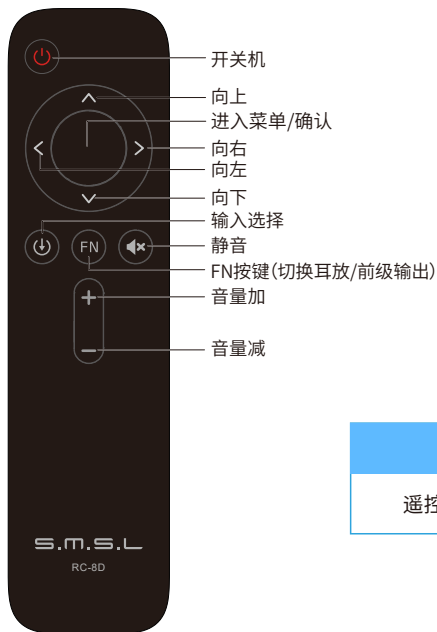 开关机
向上
进入菜单/确认
向右
向左
向下
输入选择
FN
静音
FN按键(切换耳放/前级输出)
音量加
音量减
遥控
S.M.S.L
RC-8D